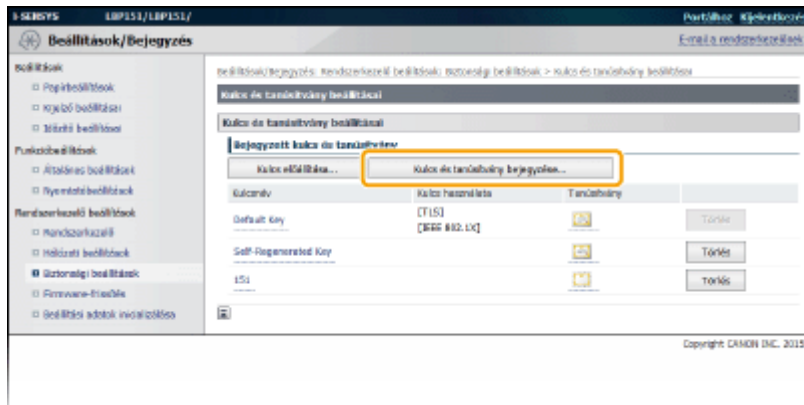 i-SENSYS LBP151/LBP151/ Portálhoz Kijelentkezés
Beállítások/Bejegyzés E-mail a rendszerkezelőnek
Beállítások
Papírbeállítások
Kijelző beállításai
Időzítő beállításai
Funkcióbeállítások
Általános beállítások
Nyomtatóbeállítások
Rendszerkezelő beállítások
Rendszerkezelői
Hálózati beállítások
Biztonsági beállítások
Firmware-frissítés
Beállítási adatok inicializálása
Beállítások/Bejegyzés: Rendszerkezelő beállítások: Biztonsági beállítások > Kulcs és tanúsítvány beállításai
Kulcs és tanúsítvány beállításai
Kulcs és tanúsítvány beállításai
Bejegyzett kulcs és tanúsítvány
Kulcs előállítása... Kulcs és tanúsítvány bejegyzése...
Kulcsnév Kulcs használata Tanúsítvány
Default Key [TLS] Törlés
[IEEE 802.1X]
Self-Regenerated Key Törlés
151 Törlés
Copyright CANON INC. 2015